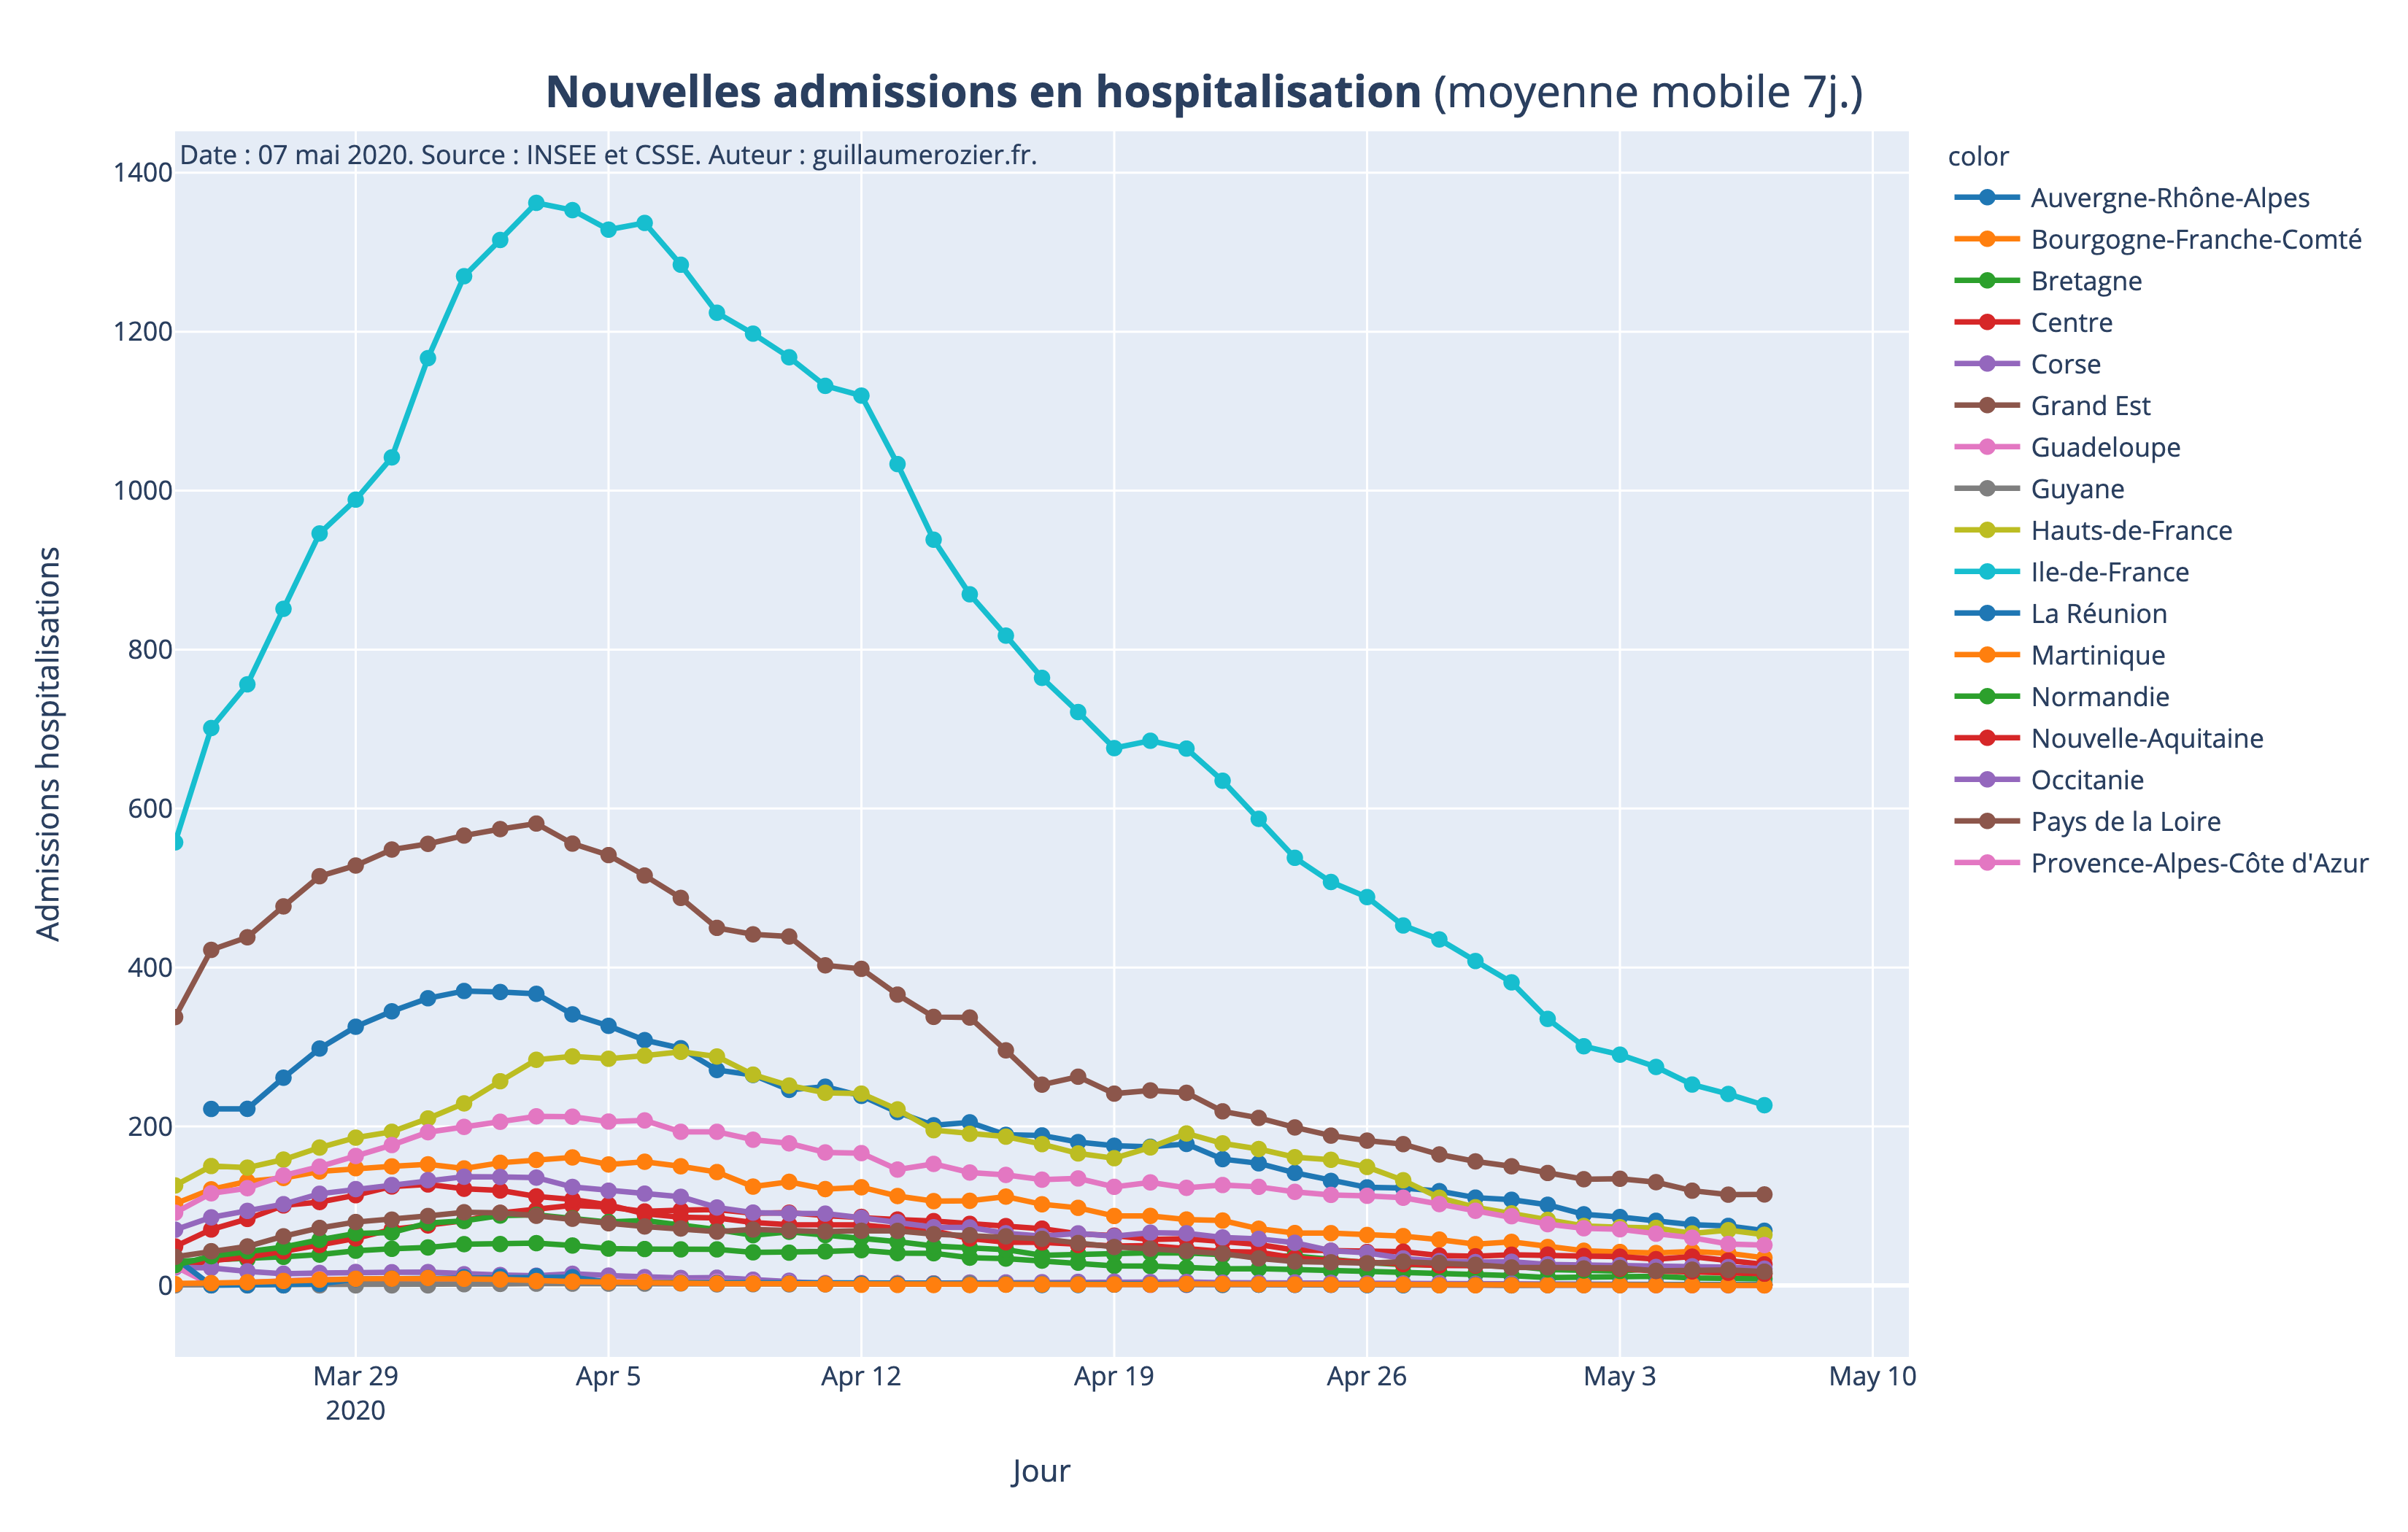 Nouvelles admissions en hospitalisation (moyenne mobile 7j.)
Date : 07 mai 2020. Source : INSEE et CSSE. Auteur : guillaumerozier.fr.
Admissions hospitalisations
1400
1200
1000
800
600
400
200
0
Mar 29
2020
Apr 5
Apr 12
Apr 19
Apr 26
May 3
May 10
Jour
color
Auvergne-Rhône-Alpes
Bourgogne-Franche-Comté
Bretagne
Centre
Corse
Grand Est
Guadeloupe
Guyane
Hauts-de-France
Ile-de-France
La Réunion
Martinique
Normandie
Nouvelle-Aquitaine
Occitanie
Pays de la Loire
Provence-Alpes-Côte d'Azur